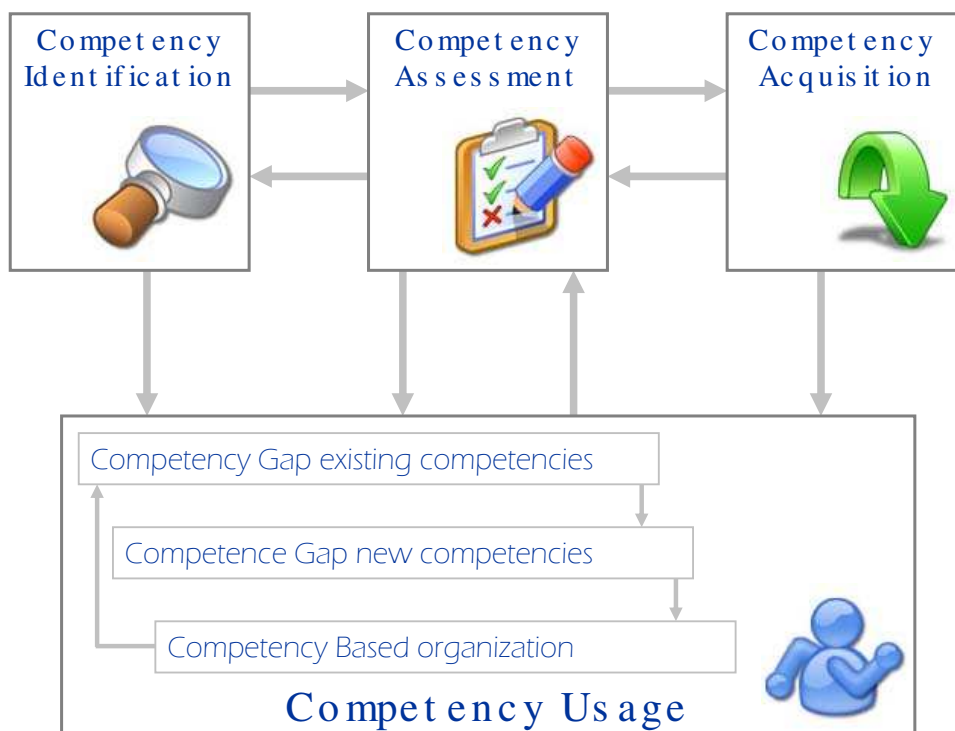 Competency
Identification
Competency
Assessment
Competency
Acquisition
Competency Gap existing competencies
Competence Gap new competencies
Competency Based organization
Competency Usage